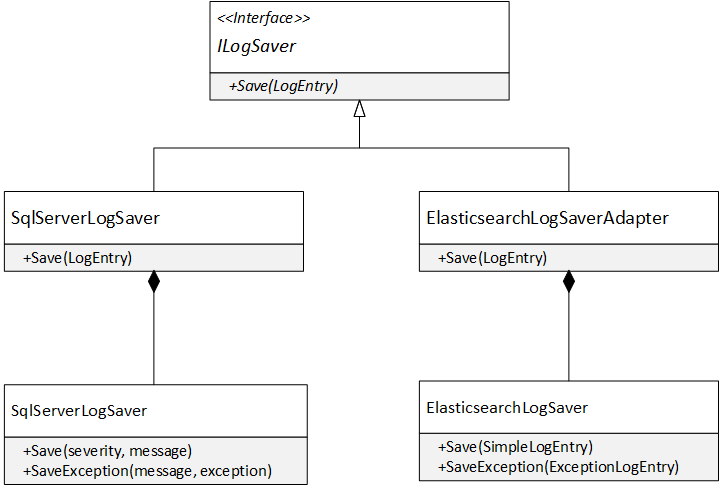 <<Interface>>
ILogSaver
+Save(LogEntry)
SqlServerLogSaver
+Save(LogEntry)
ElasticsearchLogSaverAdapter
+Save(LogEntry)
SqlServerLogSaver
+Save(severity, message)
+SaveException(message, exception)
ElasticsearchLogSaver
+Save(SimpleLogEntry)
+SaveException(ExceptionLogEntry)